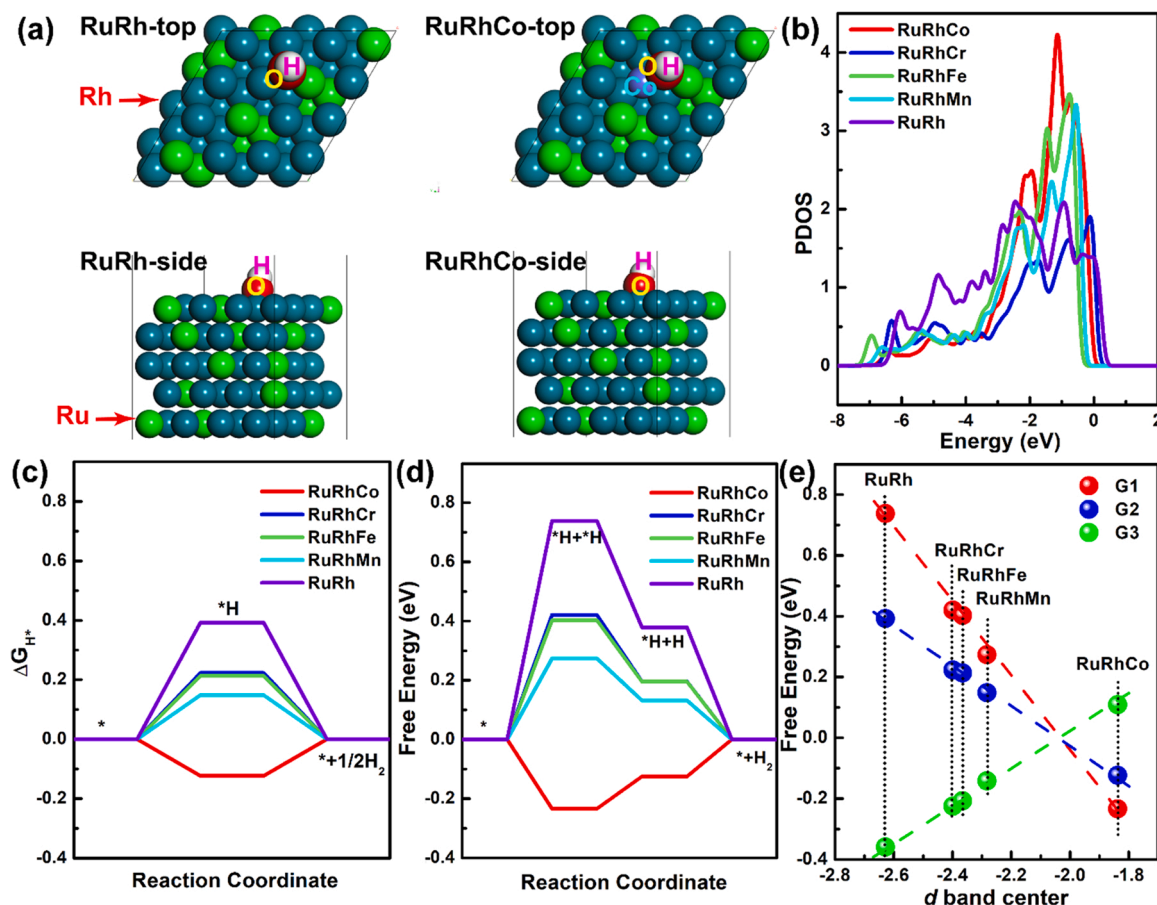 (a)
RuRh-top
RuRhCo-top
H
O
Rh
H
O
Co
RuRh-side
RuRhCo-side
H
O
H
O
Ru
(b)
RuRhCo
RuRhCr
RuRhFe
RuRhMn
RuRh
PDOS
4
3
2
1
0
-8 -6 -4 -2 0 2
Energy (eV)
(c)
RuRhCo
RuRhCr
RuRhFe
RuRhMn
RuRh
ΔG_H*
0.8
0.6
0.4
0.2
0.0
-0.2
-0.4
*H
*
*+1/2H₂
Reaction Coordinate
(d)
RuRhCo
RuRhCr
RuRhFe
RuRhMn
RuRh
Free Energy (eV)
0.8
0.6
0.4
0.2
0.0
-0.2
-0.4
*H+*H
*H+H
*
*+H₂
Reaction Coordinate
(e)
RuRh
G1
G2
G3
RuRhCr
RuRhFe
RuRhMn
RuRhCo
Free Energy (eV)
0.8
0.6
0.4
0.2
0.0
-0.2
-0.4
-2.8 -2.6 -2.4 -2.2 -2.0 -1.8
d band center